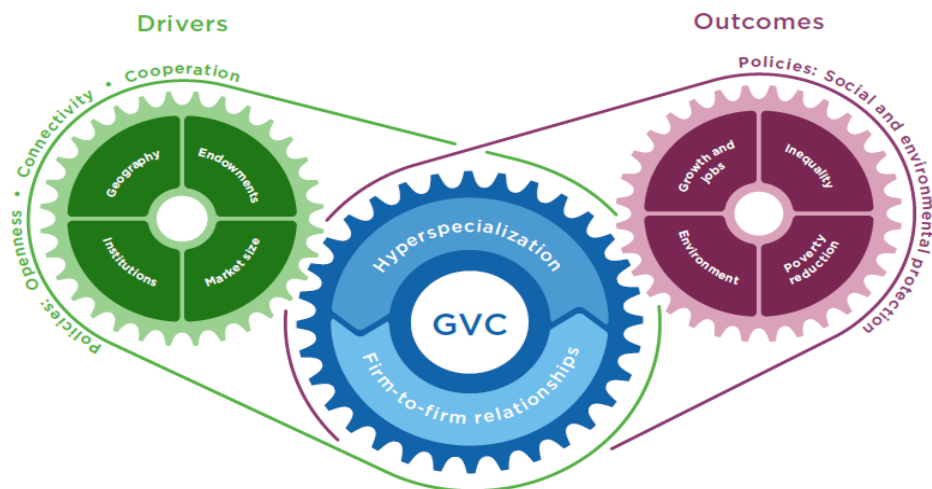 Drivers
Outcomes
Policies: Openness • Connectivity • Cooperation
Policies: Social and environmental protection
Geography
Endowments
Institutions
Market size
Growth and
jobs
Inequality
Environment
Poverty
reduction
Hyperspecialization
GVC
Firm-to-firm relationships